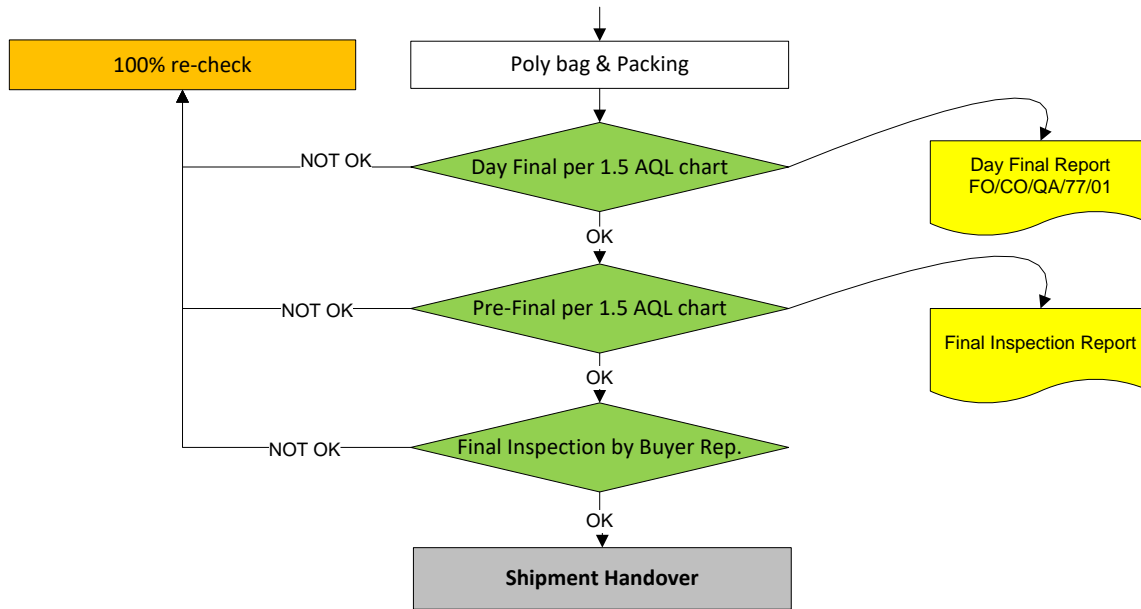 100% re-check
Poly bag & Packing
NOT OK
Day Final per 1.5 AQL chart
Day Final Report
FO/CO/QA/77/01
OK
NOT OK
Pre-Final per 1.5 AQL chart
Final Inspection Report
OK
NOT OK
Final Inspection by Buyer Rep.
OK
Shipment Handover